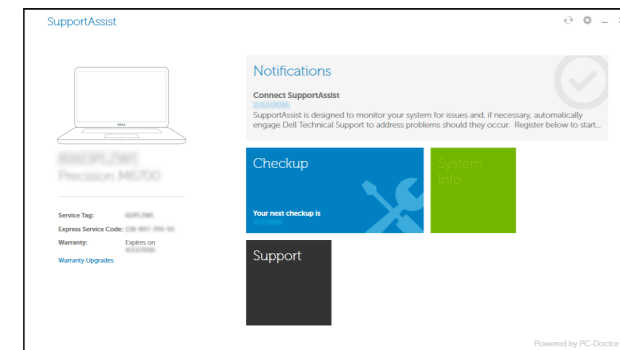 SupportAssist
Notifications
Connect SupportAssist
SupportAssist is designed to monitor your system for issues and, if necessary, automatically
engage Dell Technical Support to address problems should they occur. Register below to start...
DELL
Precision M6700
Checkup
System
Info
Your next checkup is
Service Tag:
Express Service Code:
Warranty: Expires on
Warranty Upgrades
Support
Powered by PC-Doctor